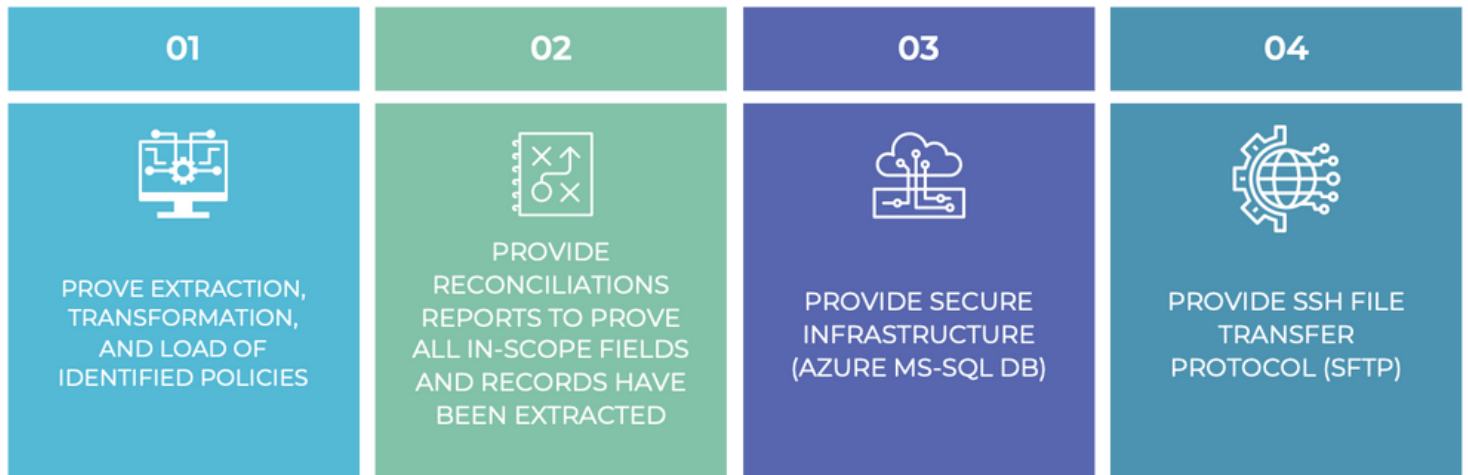 01
PROVE EXTRACTION,
TRANSFORMATION,
AND LOAD OF
IDENTIFIED POLICIES
02
PROVIDE
RECONCILIATIONS
REPORTS TO PROVE
ALL IN-SCOPE FIELDS
AND RECORDS HAVE
BEEN EXTRACTED
03
PROVIDE SECURE
INFRASTRUCTURE
(AZURE MS-SQL DB)
04
PROVIDE SSH FILE
TRANSFER
PROTOCOL (SFTP)